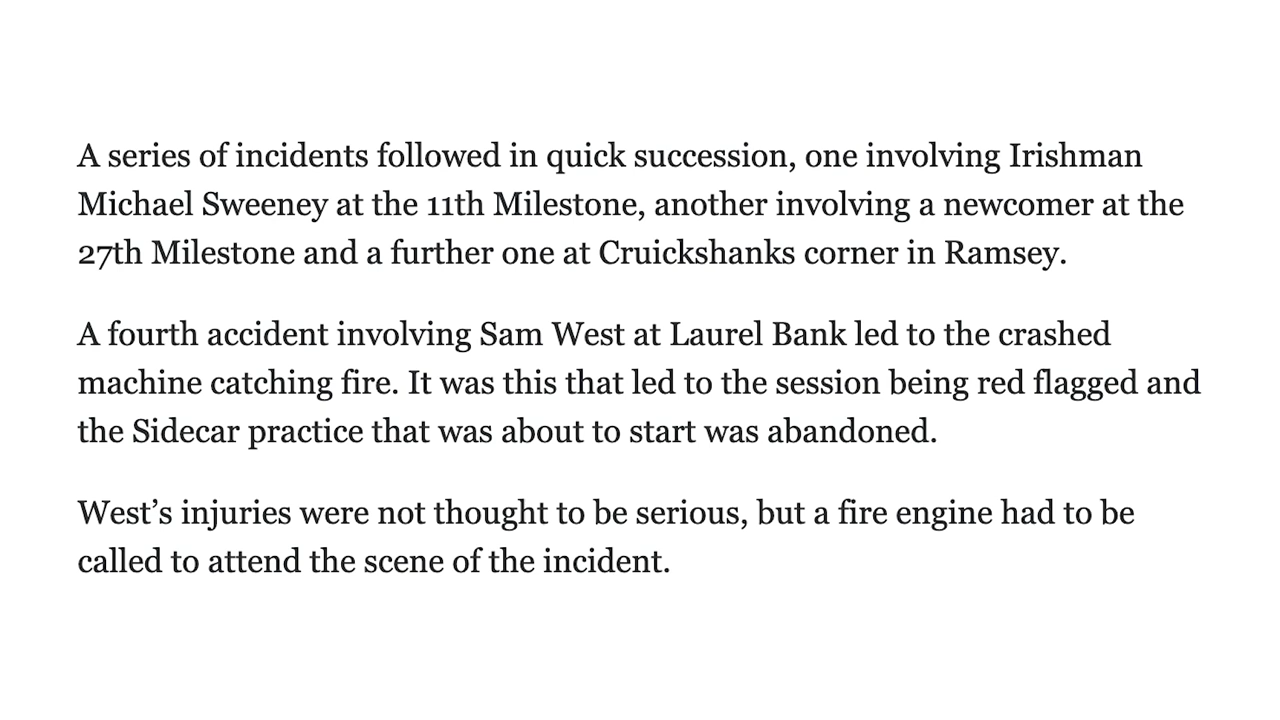 A series of incidents followed in quick succession, one involving Irishman
Michael Sweeney at the 11th Milestone, another involving a newcomer at the
27th Milestone and a further one at Cruickshanks corner in Ramsey.
A fourth accident involving Sam West at Laurel Bank led to the crashed
machine catching fire. It was this that led to the session being red flagged and
the Sidecar practice that was about to start was abandoned.
West’s injuries were not thought to be serious, but a fire engine had to be
called to attend the scene of the incident.